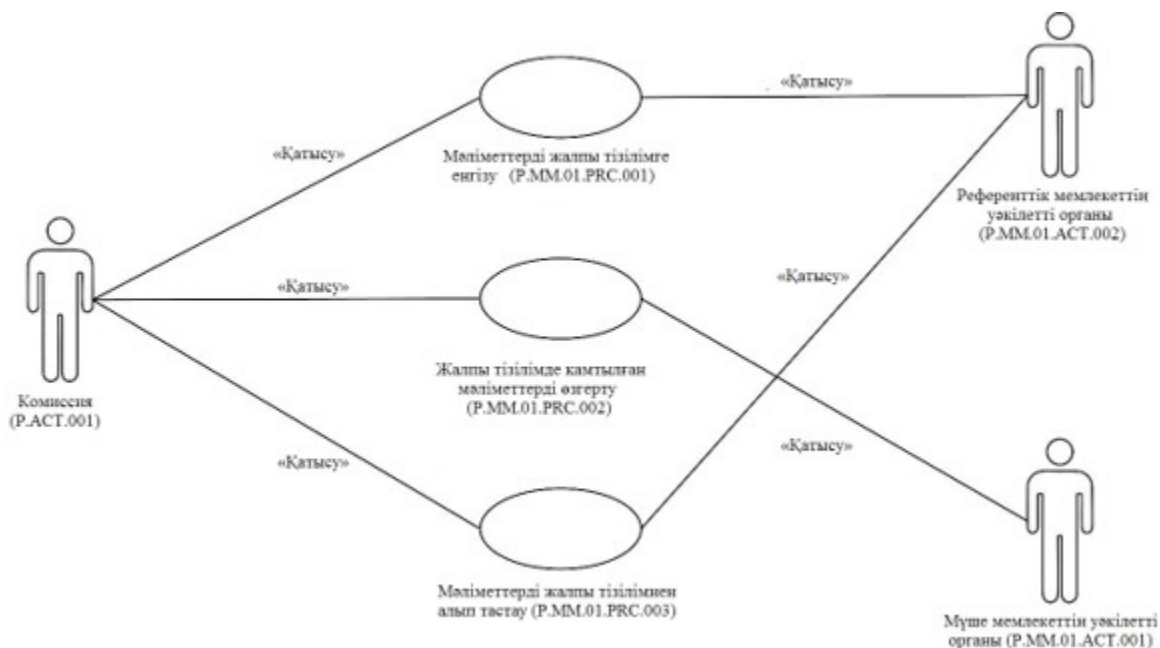 «Қатысу»
«Қатысу»
Мәліметтерді жалпы тізілімге
енгізу (P.MM.01.PRC.001)
Референттік мемлекеттің
уәкілетті органы
(P.MM.01.ACT.002)
«Қатысу»
«Қатысу»
Жалпы тізілімде қамтылған
мәліметтерді өзгерту
(P.MM.01.PRC.002)
Комиссия
(P.ACT.001)
«Қатысу»
«Қатысу»
Мәліметтерді жалпы тізілімнен
алып тастау (P.MM.01.PRC.003)
Мүше мемлекеттің уәкілетті
органы (P.MM.01.ACT.001)